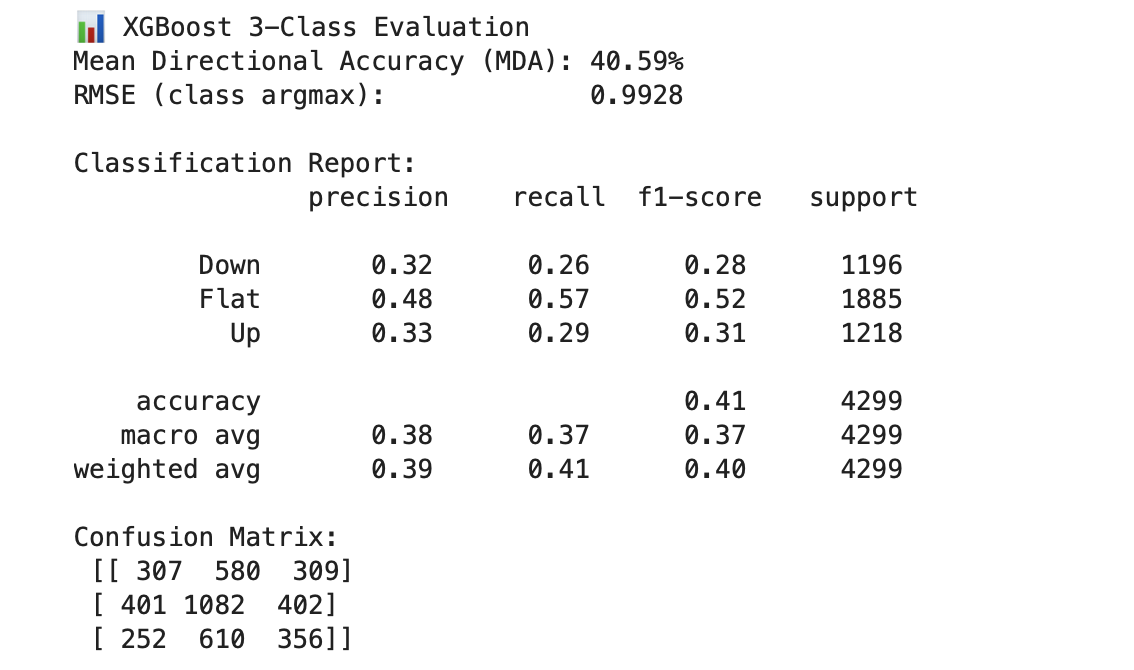 📊 XGBoost 3-Class Evaluation
Mean Directional Accuracy (MDA): 40.59%
RMSE (class argmax): 0.9928
Classification Report:
precision recall f1-score support
Down 0.32 0.26 0.28 1196
Flat 0.48 0.57 0.52 1885
Up 0.33 0.29 0.31 1218
accuracy 0.41 4299
macro avg 0.38 0.37 0.37 4299
weighted avg 0.39 0.41 0.40 4299
Confusion Matrix:
[[ 307 580 309]
[ 401 1082 402]
[ 252 610 356]]